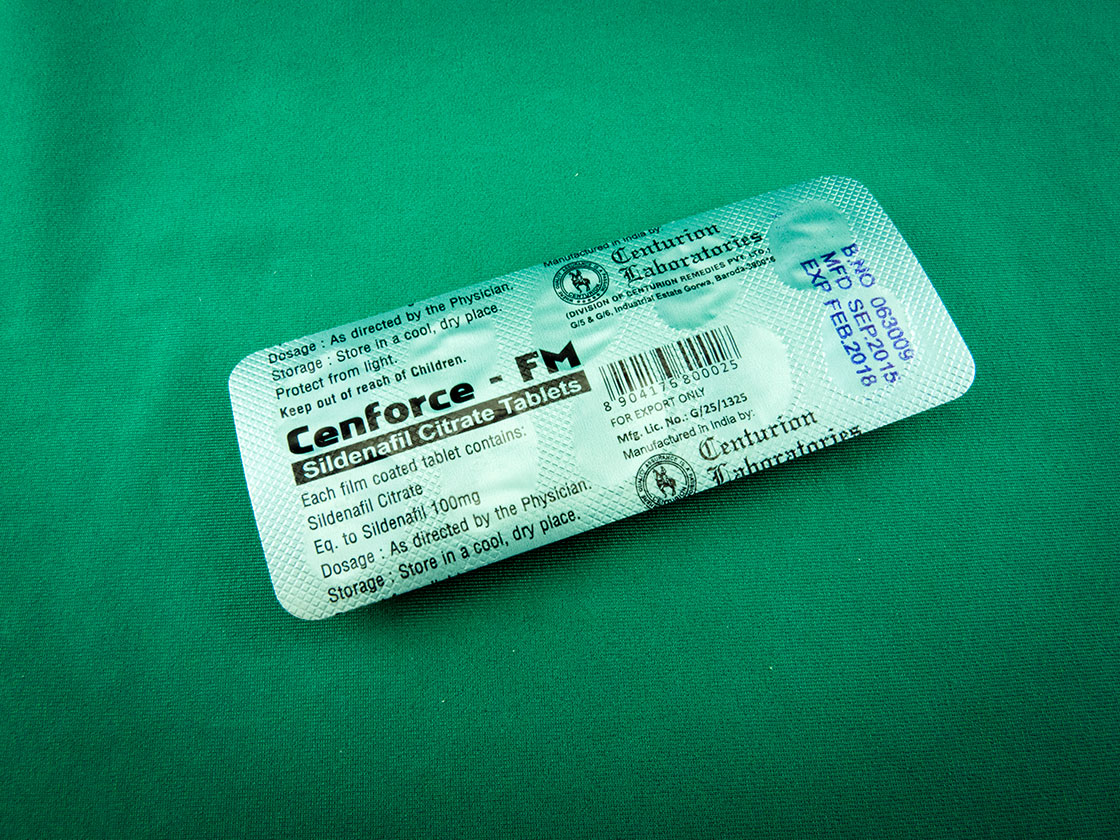 Dosage : As directed by the Physician.
Storage : Store in a cool, dry place.
Protect from light.
Keep out of reach of Children.
Cenforce - FM
Sildenafil Citrate Tablets
Each film coated tablet contains:
Sildenafil Citrate
Eq. to Sildenafil 100mg
Dosage : As directed by the Physician.
Storage : Store in a cool, dry place.
Manufactured in India by:
Centurion
Laboratories
(DIVISION OF CENTURION REMEDIES PVT. LTD.)
G/5 & G/6, Industrial Estate Gorwa, Baroda-390016
8 904176 800025
FOR EXPORT ONLY
Mfg. Lic. No.: G/25/1325
Manufactured in India by:
Centurion
Laboratories
B.NO 063009
MFD SEP.2015
EXP FEB.2018